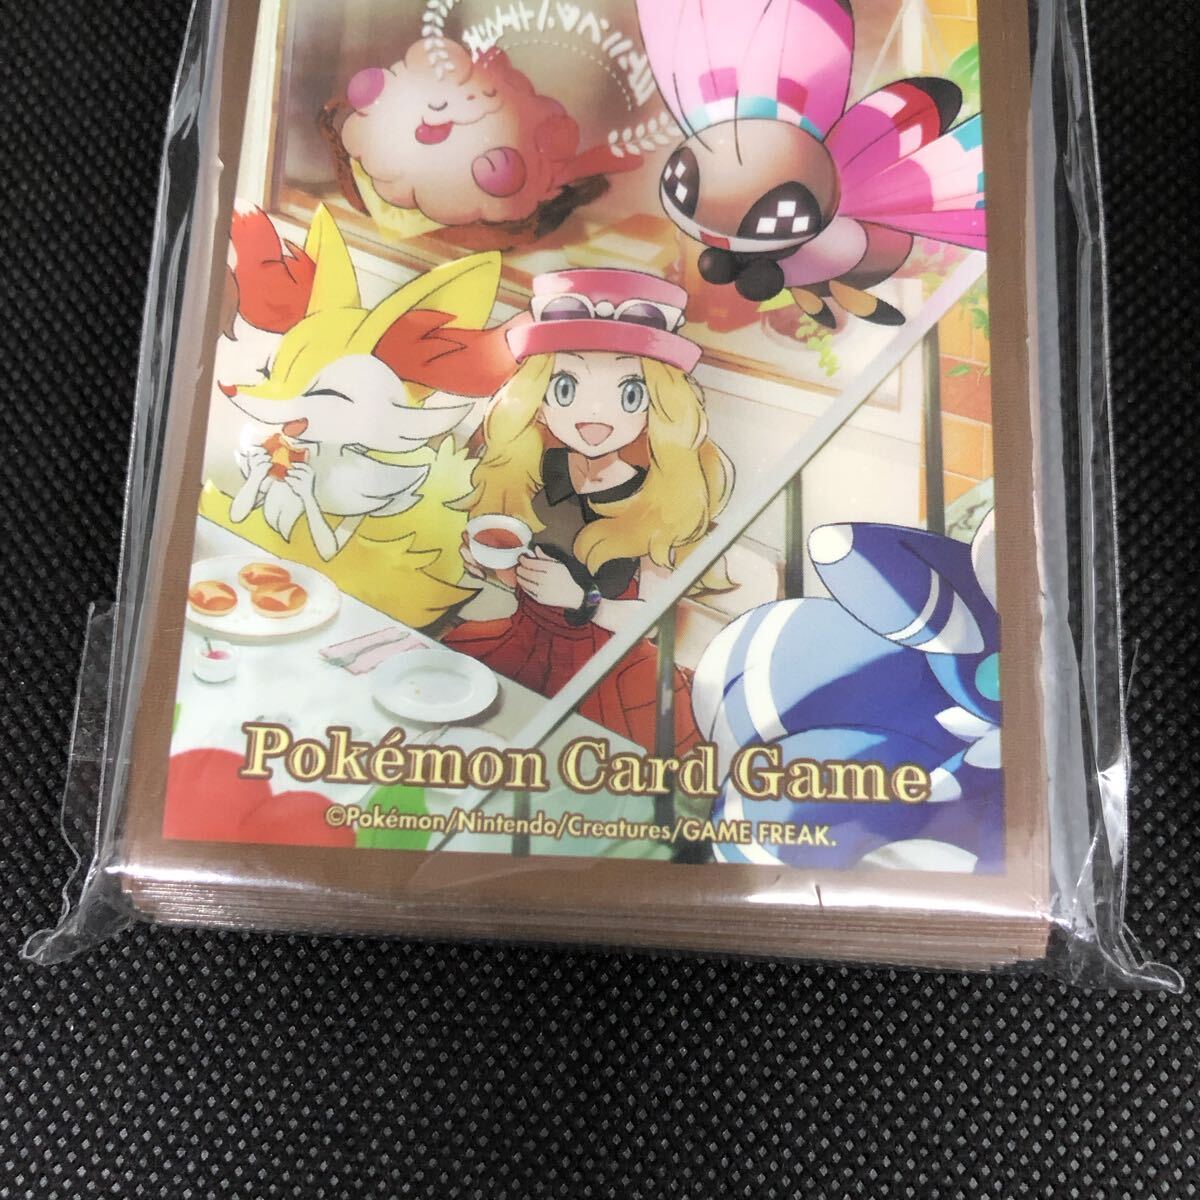 Pokémon Card Game
©Pokémon/Nintendo/Creatures/GAME FREAK.